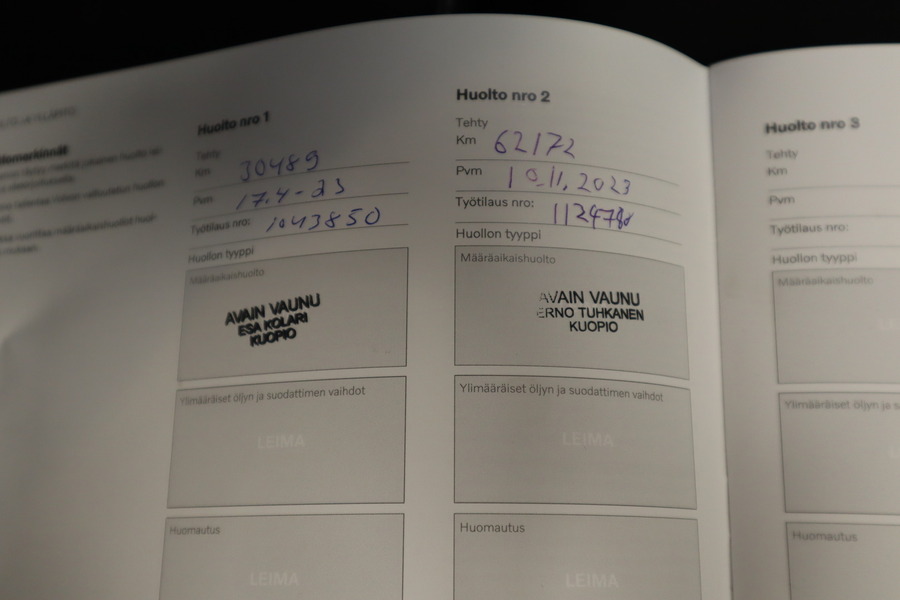 Huolto nro 1
Tehty
Km 30489
Pvm 17.4-23
Työtilaus nro: 1043850
Huollon tyyppi
Määräaikaishuolto
AVAIN VAUNU
ESA KOLARI
KUOPIO
Ylimääräiset öljyn ja suodattimen vaihdot
LEIMA
Huomautus
LEIMA
Huolto nro 2
Tehty
Km 62172
Pvm 10.11.2023
Työtilaus nro:
Huollon tyyppi
Määräaikaishuolto
AVAIN VAUNU
ERNO TUHKANEN
KUOPIO
Ylimääräiset öljyn ja suodattimen vaihdot
LEIMA
Huomautus
LEIMA
Huolto nro 3
Tehty
Km
Pvm
Työtilaus nro:
Huollon tyyppi
Määräaikaishuolto
Ylimääräiset öljyn ja
Huomautus